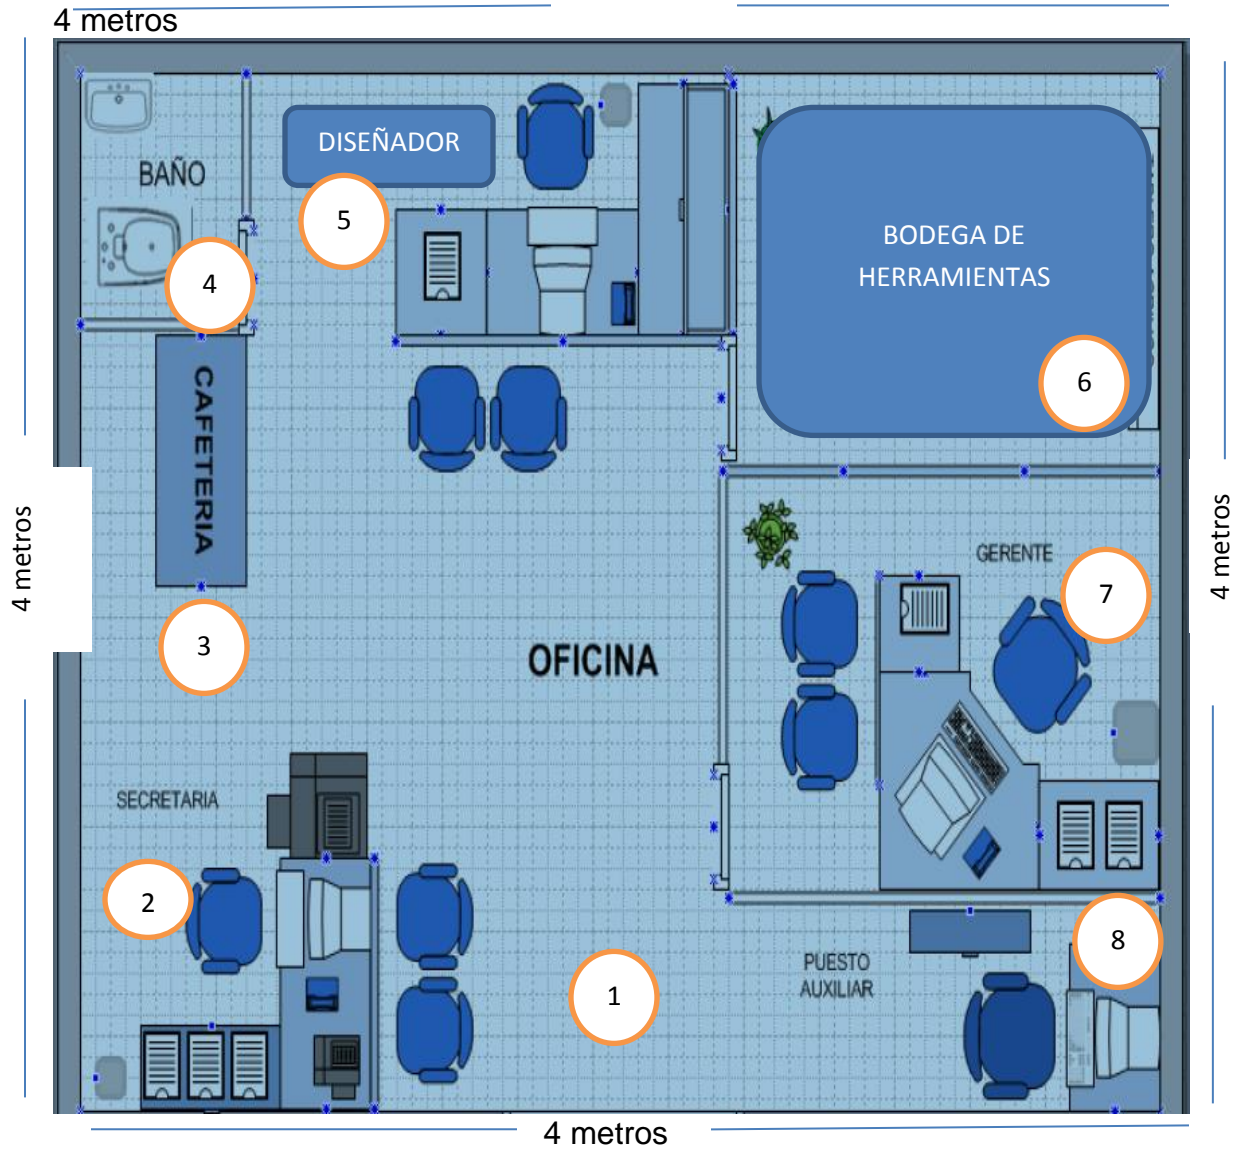 4 metros
DISEÑADOR
BAÑO
5
4
BODEGA DE
HERRAMIENTAS
6
CAFETERIA
4 metros
4 metros
GERENTE
7
3
OFICINA
SECRETARIA
2
8
PUESTO
AUXILIAR
1
4 metros